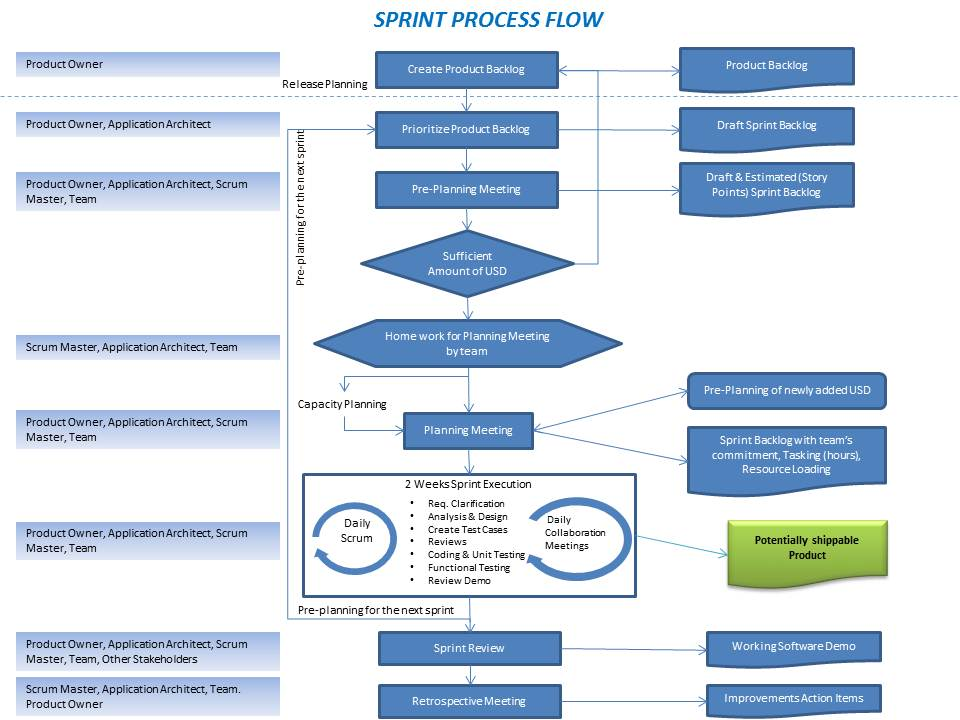 SPRINT PROCESS FLOW
Product Owner
Create Product Backlog
Product Backlog
Release Planning
Product Owner, Application Architect
Prioritize Product Backlog
Draft Sprint Backlog
Pre-planning for the next sprint
Product Owner, Application Architect, Scrum
Master, Team
Pre-Planning Meeting
Draft & Estimated (Story
Points) Sprint Backlog
Sufficient
Amount of USD
Scrum Master, Application Architect, Team
Home work for Planning Meeting
by team
Capacity Planning
Pre-Planning of newly added USD
Product Owner, Application Architect, Scrum
Master, Team
Planning Meeting
Sprint Backlog with team's
commitment, Tasking (hours),
Resource Loading
2 Weeks Sprint Execution
Daily
Scrum
• Req. Clarification
• Analysis & Design
• Create Test Cases
• Reviews
• Coding & Unit Testing
• Functional Testing
• Review Demo
Daily
Collaboration
Meetings
Product Owner, Application Architect, Scrum
Master, Team
Potentially shippable
Product
Pre-planning for the next sprint
Product Owner, Application Architect, Scrum
Master, Team, Other Stakeholders
Sprint Review
Working Software Demo
Scrum Master, Application Architect, Team.
Product Owner
Retrospective Meeting
Improvements Action Items